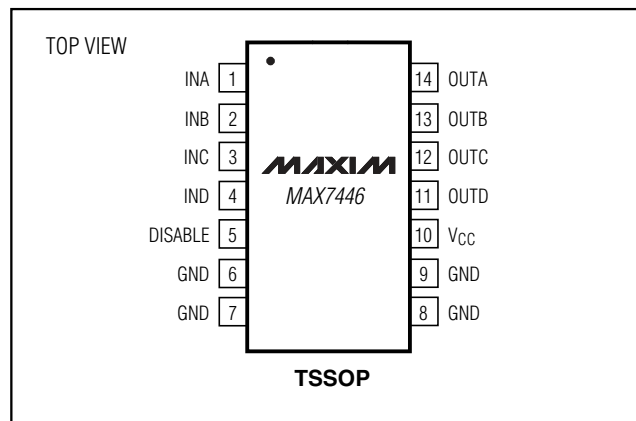 TOP VIEW
INA 1 14 OUTA
INB 2 13 OUTB
INC 3 12 OUTC
MAXIM
IND 4 MAX7446 11 OUTD
DISABLE 5 10 VCC
GND 6 9 GND
GND 7 8 GND
TSSOP